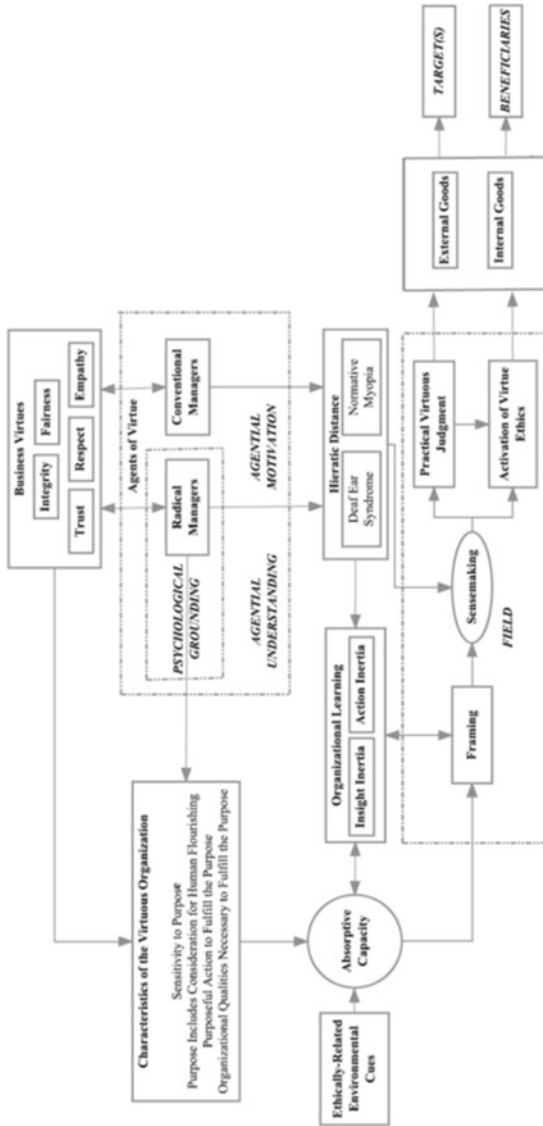 Business Virtues
Integrity
Fairness
Trust
Respect
Empathy
Agents of Virtue
PSYCHOLOGICAL
GROUNDING
Radical
Managers
Conventional
Managers
AGENTIAL
UNDERSTANDING
AGENTIAL
MOTIVATION
Characteristics of the Virtuous Organization
Sensitivity to Purpose
Purpose Includes Consideration for Human Flourishing
Purposeful Action to Fulfill the Purpose
Organizational Qualities Necessary to Fulfill the Purpose
Ethically-Related
Environmental
Cues
Absorptive
Capacity
Organizational Learning
Insight Inertia
Action Inertia
Hieratic Distance
Deaf Ear
Syndrome
Normative
Myopia
Framing
Sensemaking
FIELD
Practical Virtuous
Judgment
Activation of Virtue
Ethics
External Goods
Internal Goods
TARGET(S)
BENEFICIARIES